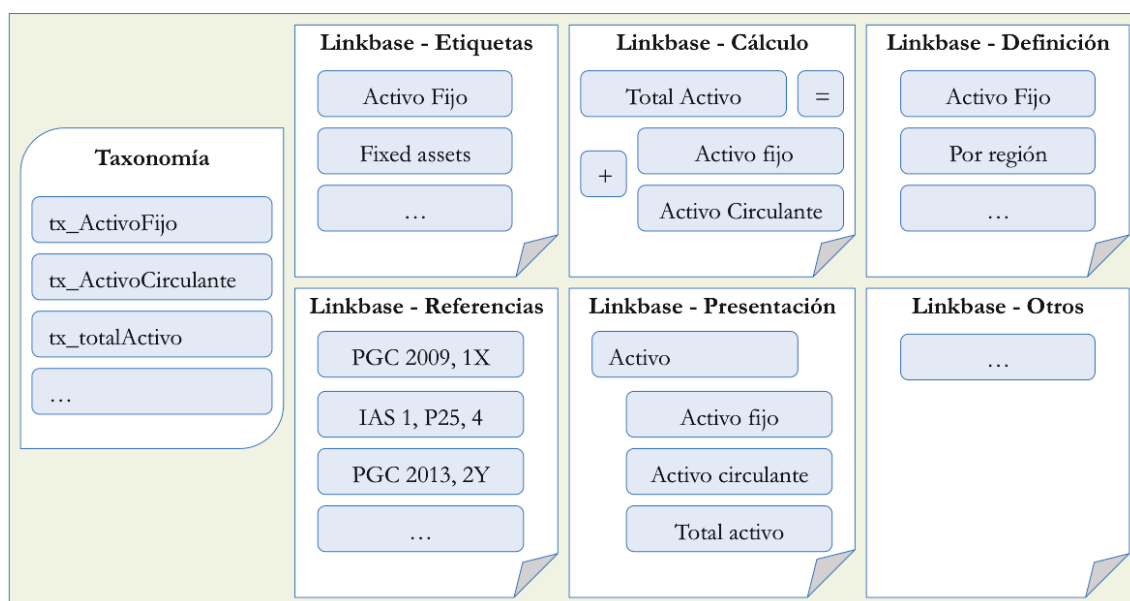 Taxonomía
tx_ActivoFijo
tx_ActivoCirculante
tx_totalActivo
…
Linkbase - Etiquetas
Activo Fijo
Fixed assets
…
Linkbase - Cálculo
Total Activo =
+ Activo fijo
Activo Circulante
Linkbase - Definición
Activo Fijo
Por región
…
Linkbase - Referencias
PGC 2009, 1X
IAS 1, P25, 4
PGC 2013, 2Y
…
Linkbase - Presentación
Activo
Activo fijo
Activo circulante
Total activo
Linkbase - Otros
…